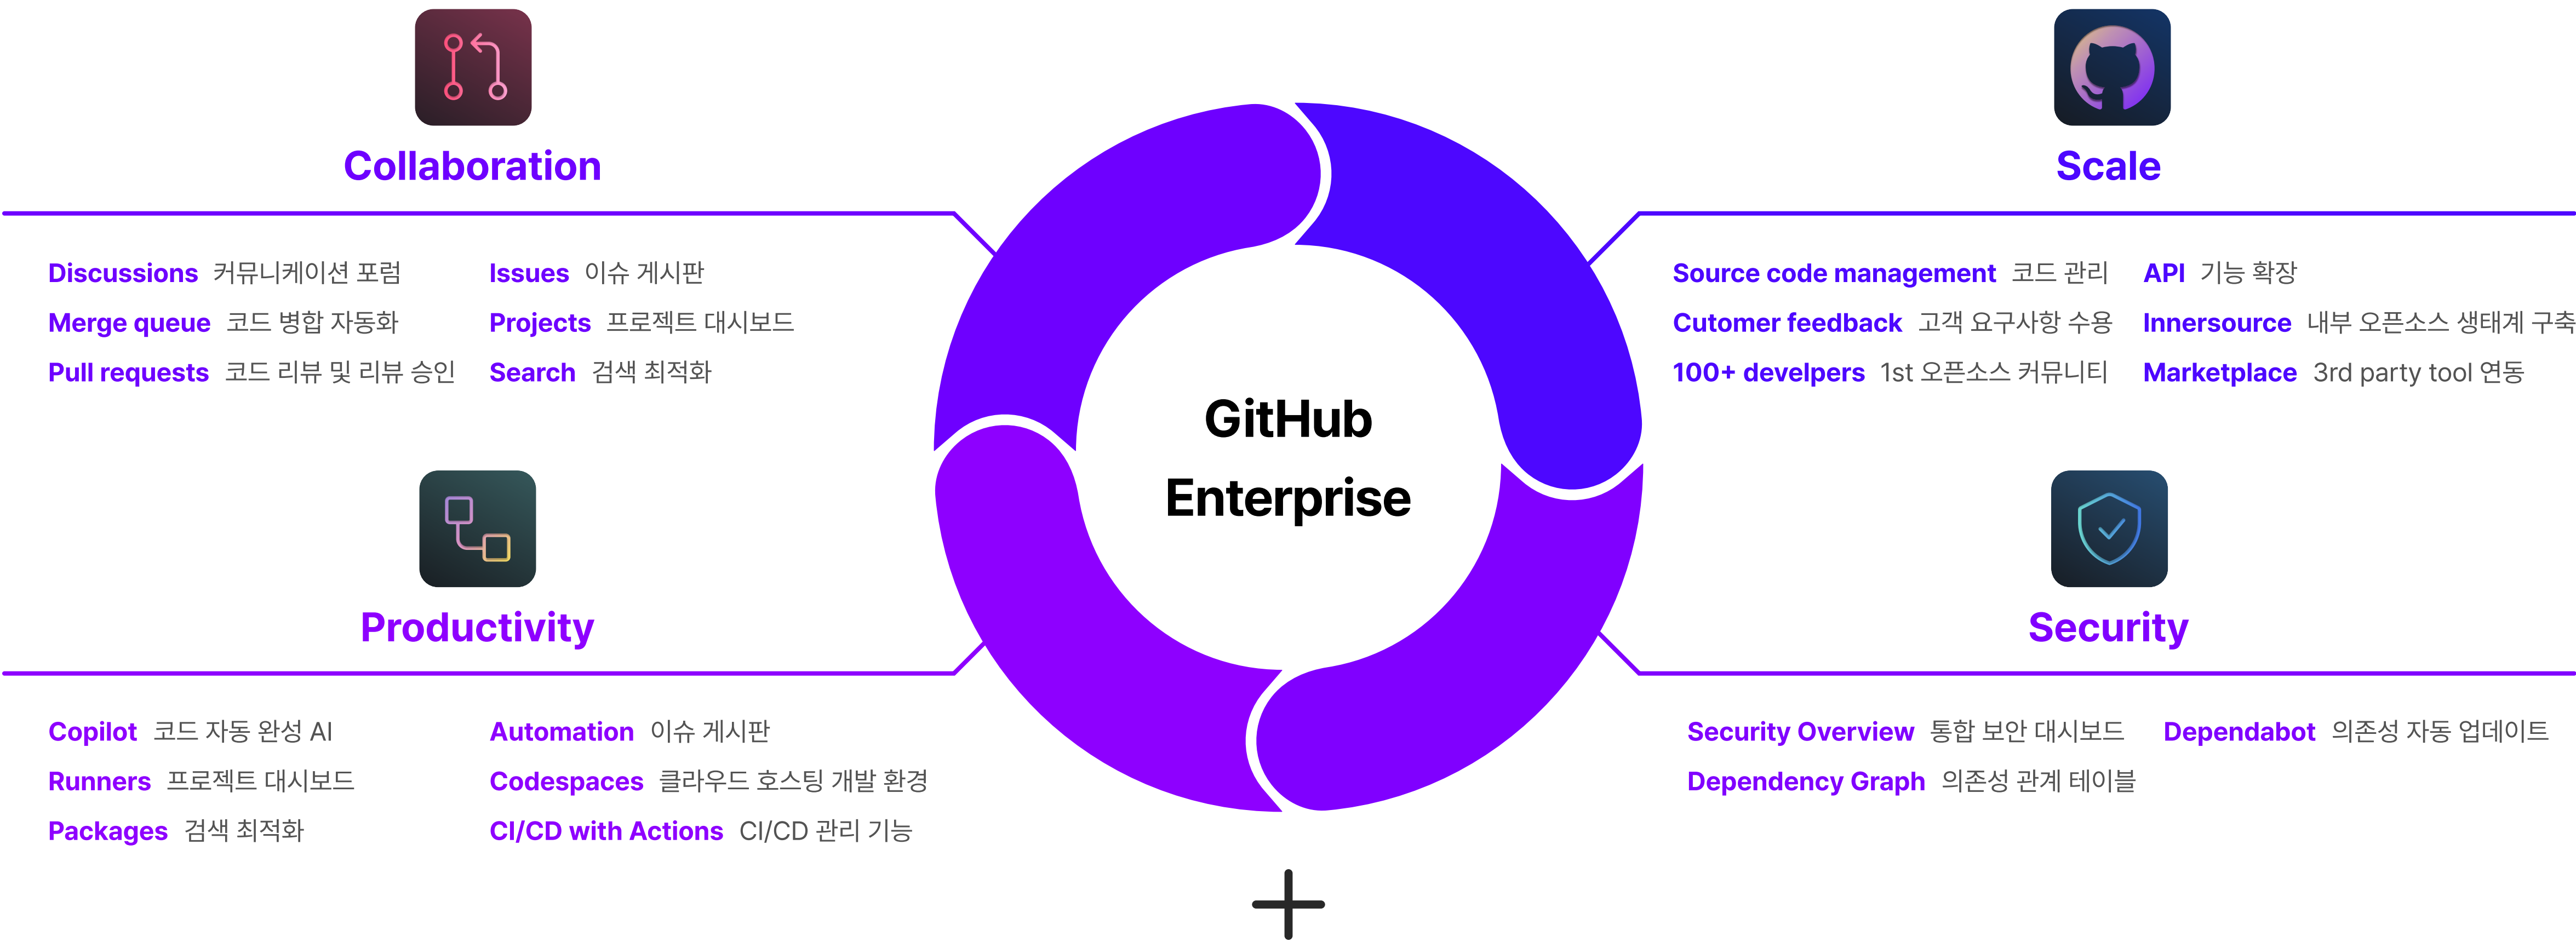 Collaboration
Discussions 커뮤니케이션 포럼
Merge queue 코드 병합 자동화
Pull requests 코드 리뷰 및 리뷰 승인
Issues 이슈 게시판
Projects 프로젝트 대시보드
Search 검색 최적화
Scale
Source code management 코드 관리
Cutomer feedback 고객 요구사항 수용
100+ develpers 1st 오픈소스 커뮤니티
API 기능 확장
Innersource 내부 오픈소스 생태계 구축
Marketplace 3rd party tool 연동
GitHub
Enterprise
Productivity
Copilot 코드 자동 완성 AI
Runners 프로젝트 대시보드
Packages 검색 최적화
Automation 이슈 게시판
Codespaces 클라우드 호스팅 개발 환경
CI/CD with Actions CI/CD 관리 기능
Security
Security Overview 통합 보안 대시보드
Dependency Graph 의존성 관계 테이블
Dependabot 의존성 자동 업데이트